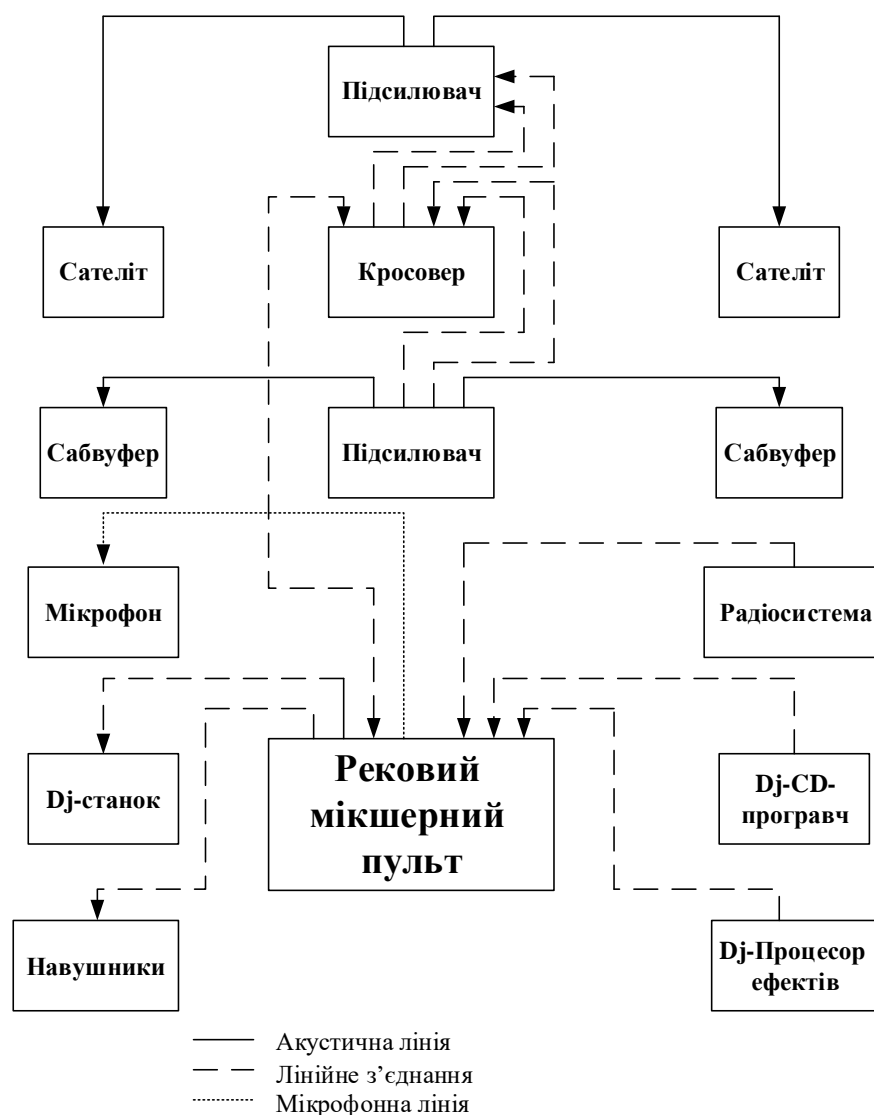 Підсилювач
Сателіт
Кросовер
Сателіт
Сабвуфер
Підсилювач
Сабвуфер
Мікрофон
Радіосистема
Dj-станок
Рековий
мікшерний
пульт
Dj-CD-
програвч
Навушники
Dj-Процесор
ефектів
Акустична лінія
Лінійне з’єднання
Мікрофонна лінія